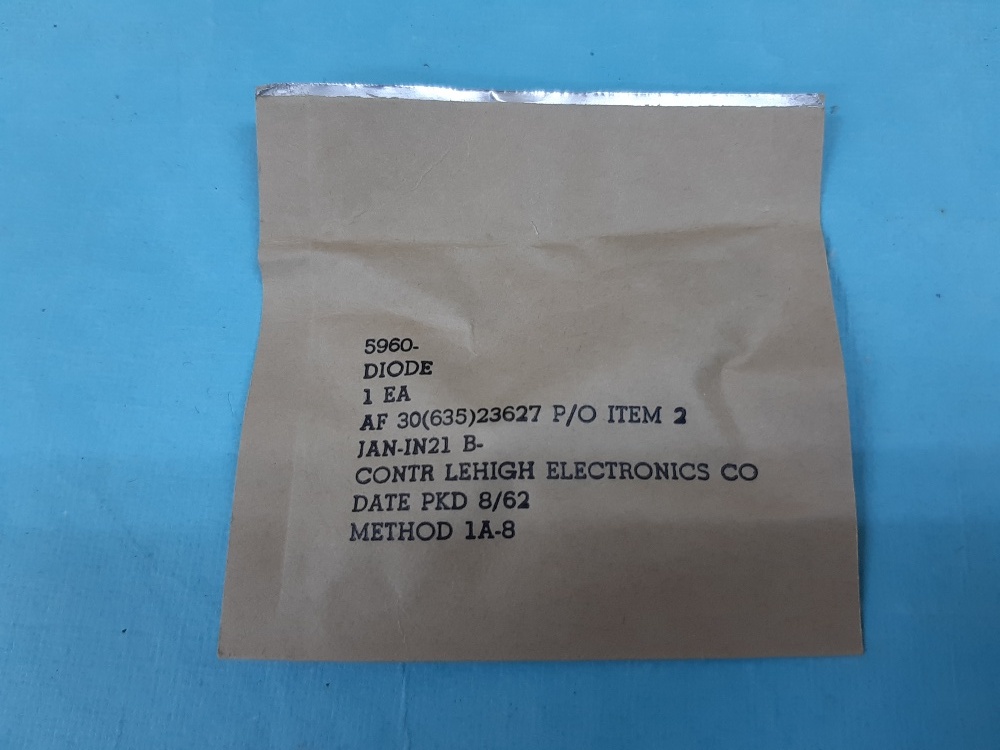 5960-
DIODE
1 EA
AF 30(635)23627 P/O ITEM 2
JAN-IN21 B-
CONTR LEHIGH ELECTRONICS CO
DATE PKD 8/62
METHOD 1A-8